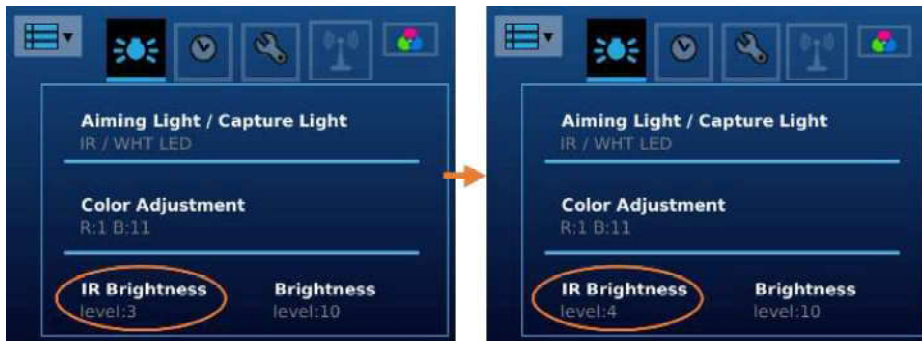 Aiming Light / Capture Light
IR / WHT LED
Color Adjustment
R:1 B:11
IR Brightness Brightness
level:3 level:10
Aiming Light / Capture Light
IR / WHT LED
Color Adjustment
R:1 B:11
IR Brightness Brightness
level:4 level:10